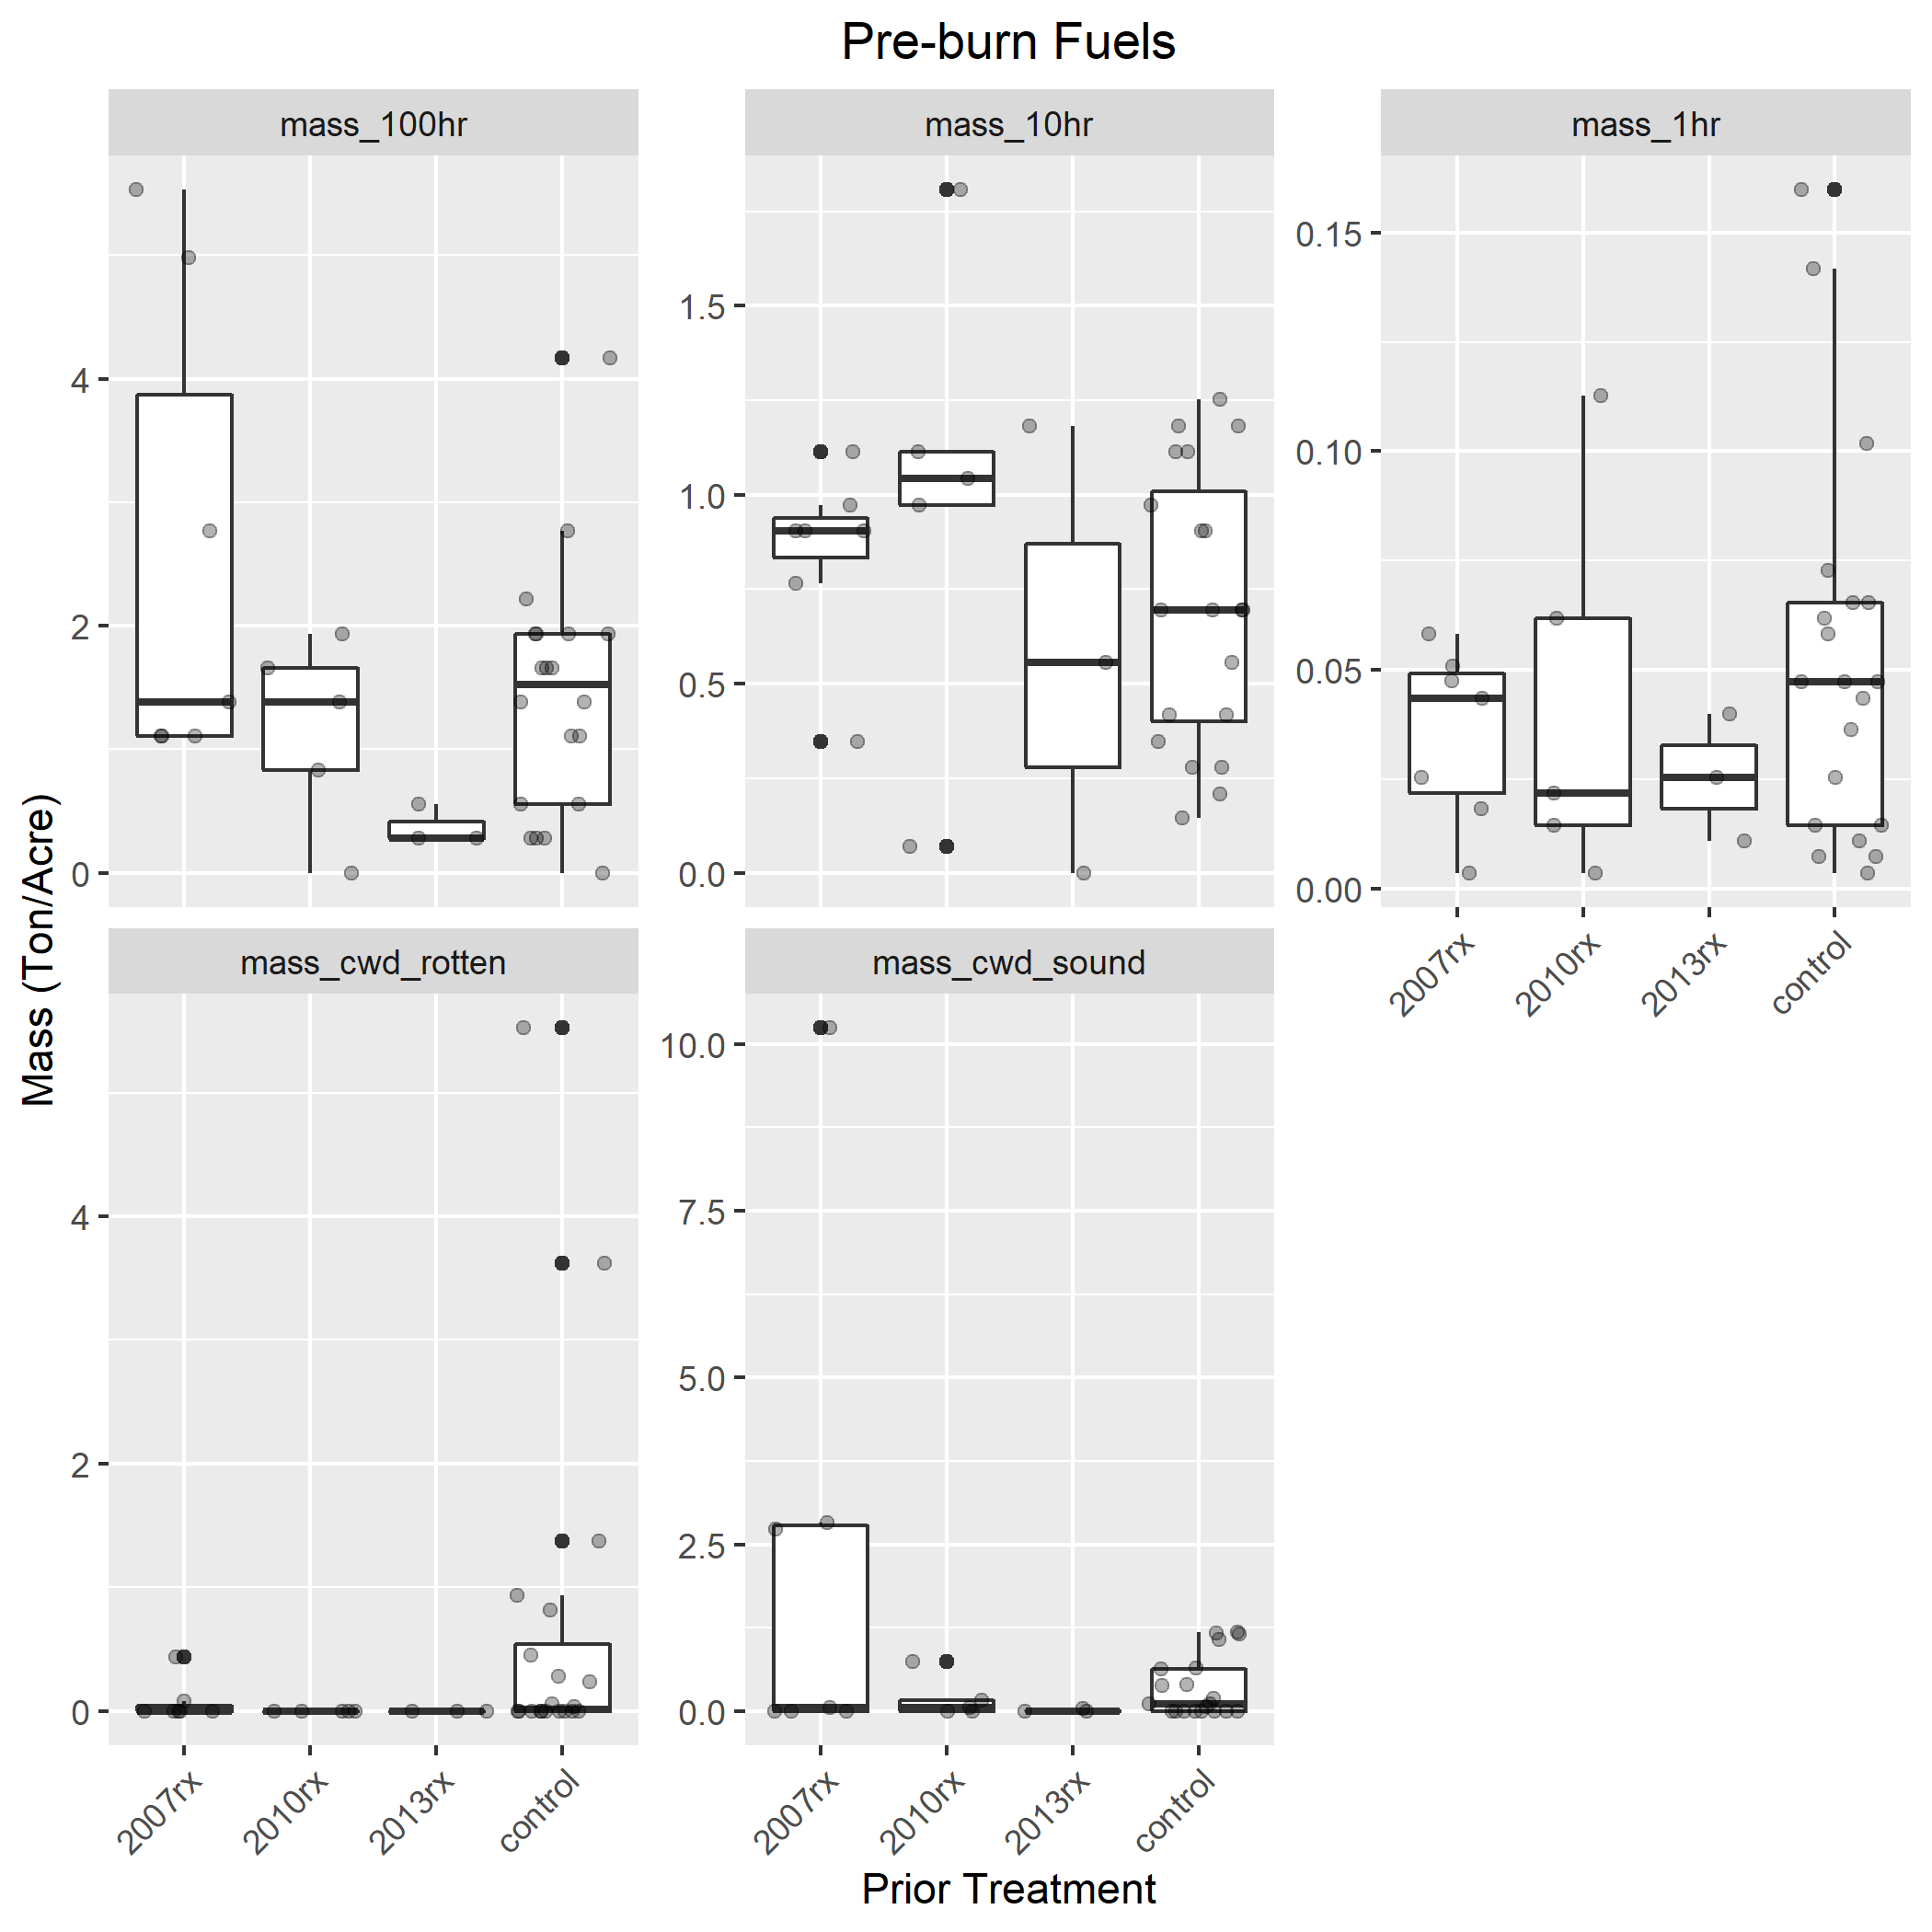 Pre-burn Fuels
mass_100hr
mass_10hr
mass_1hr
4
2
0
1.5
1.0
0.5
0.0
0.15
0.10
0.05
0.00
2007rx
2010rx
2013rx
control
Mass (Ton/Acre)
mass_cwd_rotten
mass_cwd_sound
4
2
0
10.0
7.5
5.0
2.5
0.0
2007rx
2010rx
2013rx
control
2007rx
2010rx
2013rx
control
Prior Treatment